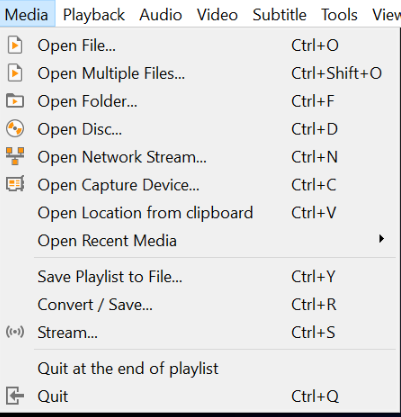 Media Playback Audio Video Subtitle Tools View
Open File... Ctrl+O
Open Multiple Files... Ctrl+Shift+O
Open Folder... Ctrl+F
Open Disc... Ctrl+D
Open Network Stream... Ctrl+N
Open Capture Device... Ctrl+C
Open Location from clipboard Ctrl+V
Open Recent Media
Save Playlist to File... Ctrl+Y
Convert / Save... Ctrl+R
Stream... Ctrl+S
Quit at the end of playlist
Quit Ctrl+Q